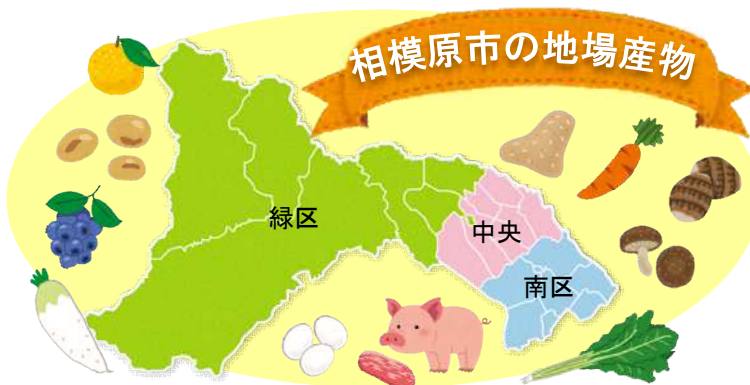 相模原市の地場産物
緑区
中央
南区